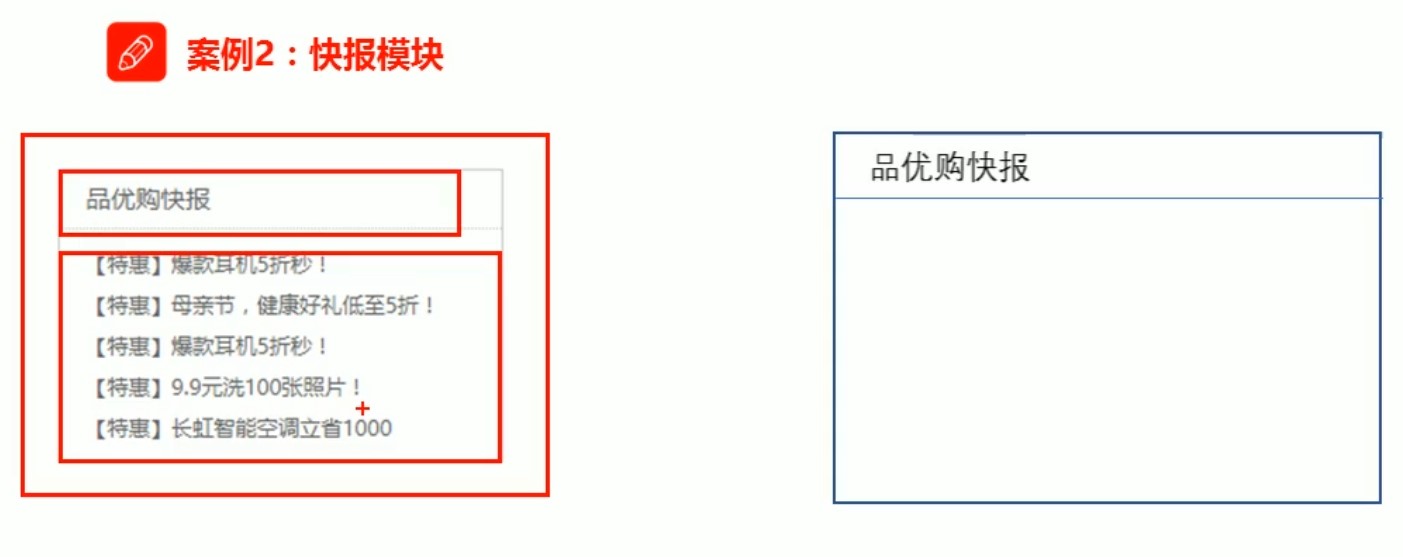 案例2：快报模块
品优购快报
【特惠】爆款耳机5折秒！
【特惠】母亲节，健康好礼低至5折！
【特惠】爆款耳机5折秒！
【特惠】9.9元洗100张照片！
【特惠】长虹智能空调立省1000
品优购快报